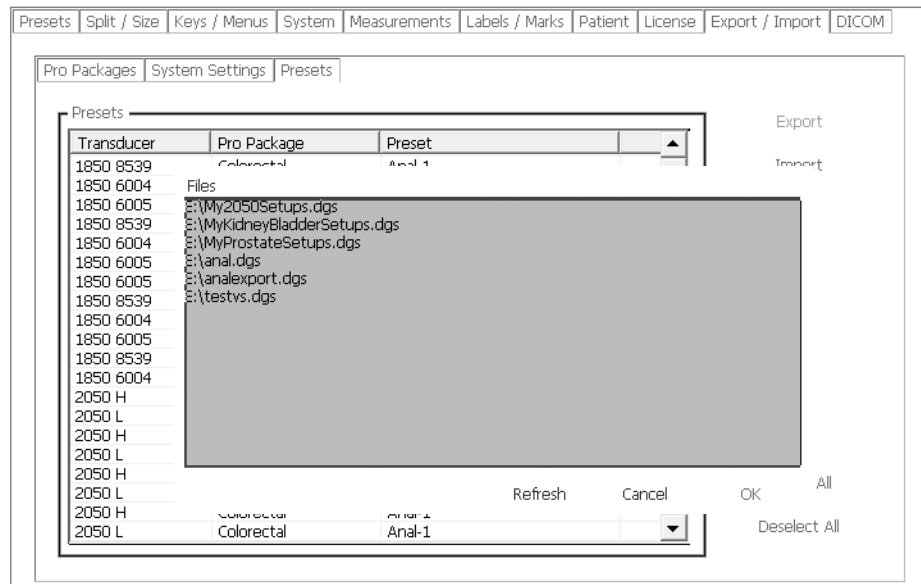 Presets Split / Size Keys / Menus System Measurements Labels / Marks Patient License Export / Import DICOM
Pro Packages System Settings Presets
Presets
Export
Transducer Pro Package Preset
Import
1850 8539 Colorectal Anal-1
1850 6004
Files
1850 6005
E:\My2050Setups.dgs
1850 8539
E:\MyKidneyBladderSetups.dgs
1850 6004
E:\MyProstateSetups.dgs
1850 6005
E:\anal.dgs
1850 6005
E:\analexport.dgs
1850 8539
E:\testvs.dgs
1850 6004
1850 6005
1850 8539
1850 6004
2050 H
2050 L
2050 H
2050 L
2050 H
All
2050 L
Refresh Cancel OK
2050 H Colorectal Anal-1
2050 L Colorectal Anal-1
Deselect All